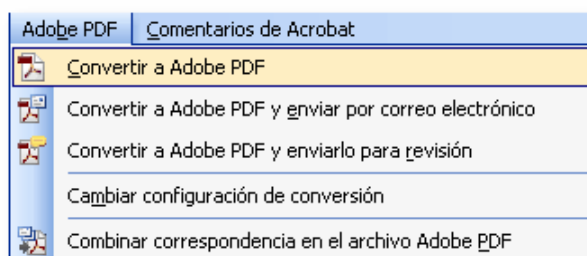 Adobe PDF Comentarios de Acrobat
Convertir a Adobe PDF
Convertir a Adobe PDF y enviar por correo electrónico
Convertir a Adobe PDF y enviarlo para revisión
Cambiar configuración de conversión
Combinar correspondencia en el archivo Adobe PDF